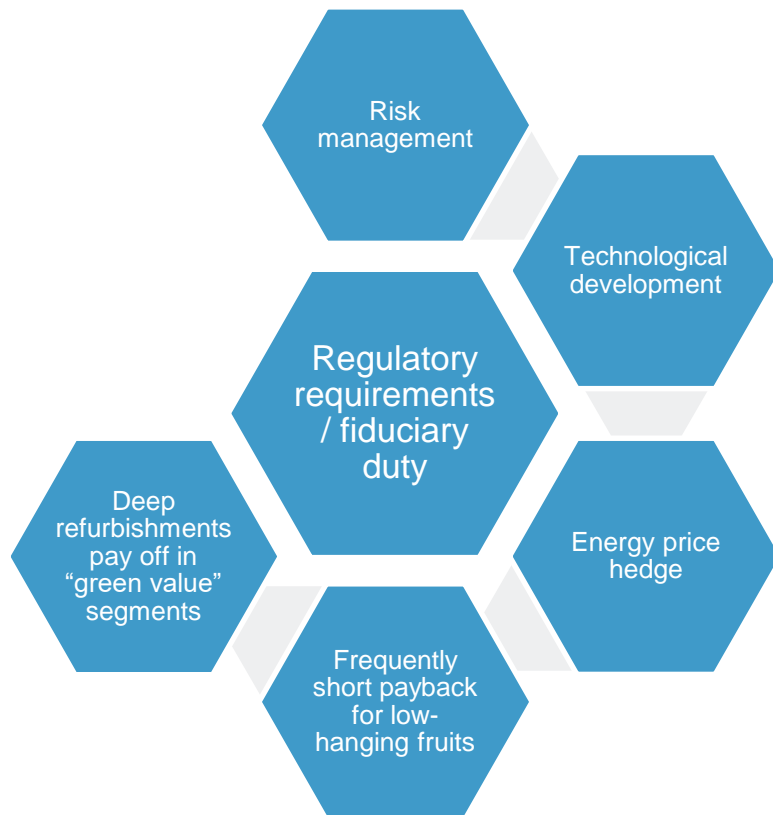 Risk
management
Technological
development
Regulatory
requirements
/ fiduciary
duty
Energy price
hedge
Deep
refurbishments
pay off in
“green value”
segments
Frequently
short payback
for low-
hanging fruits